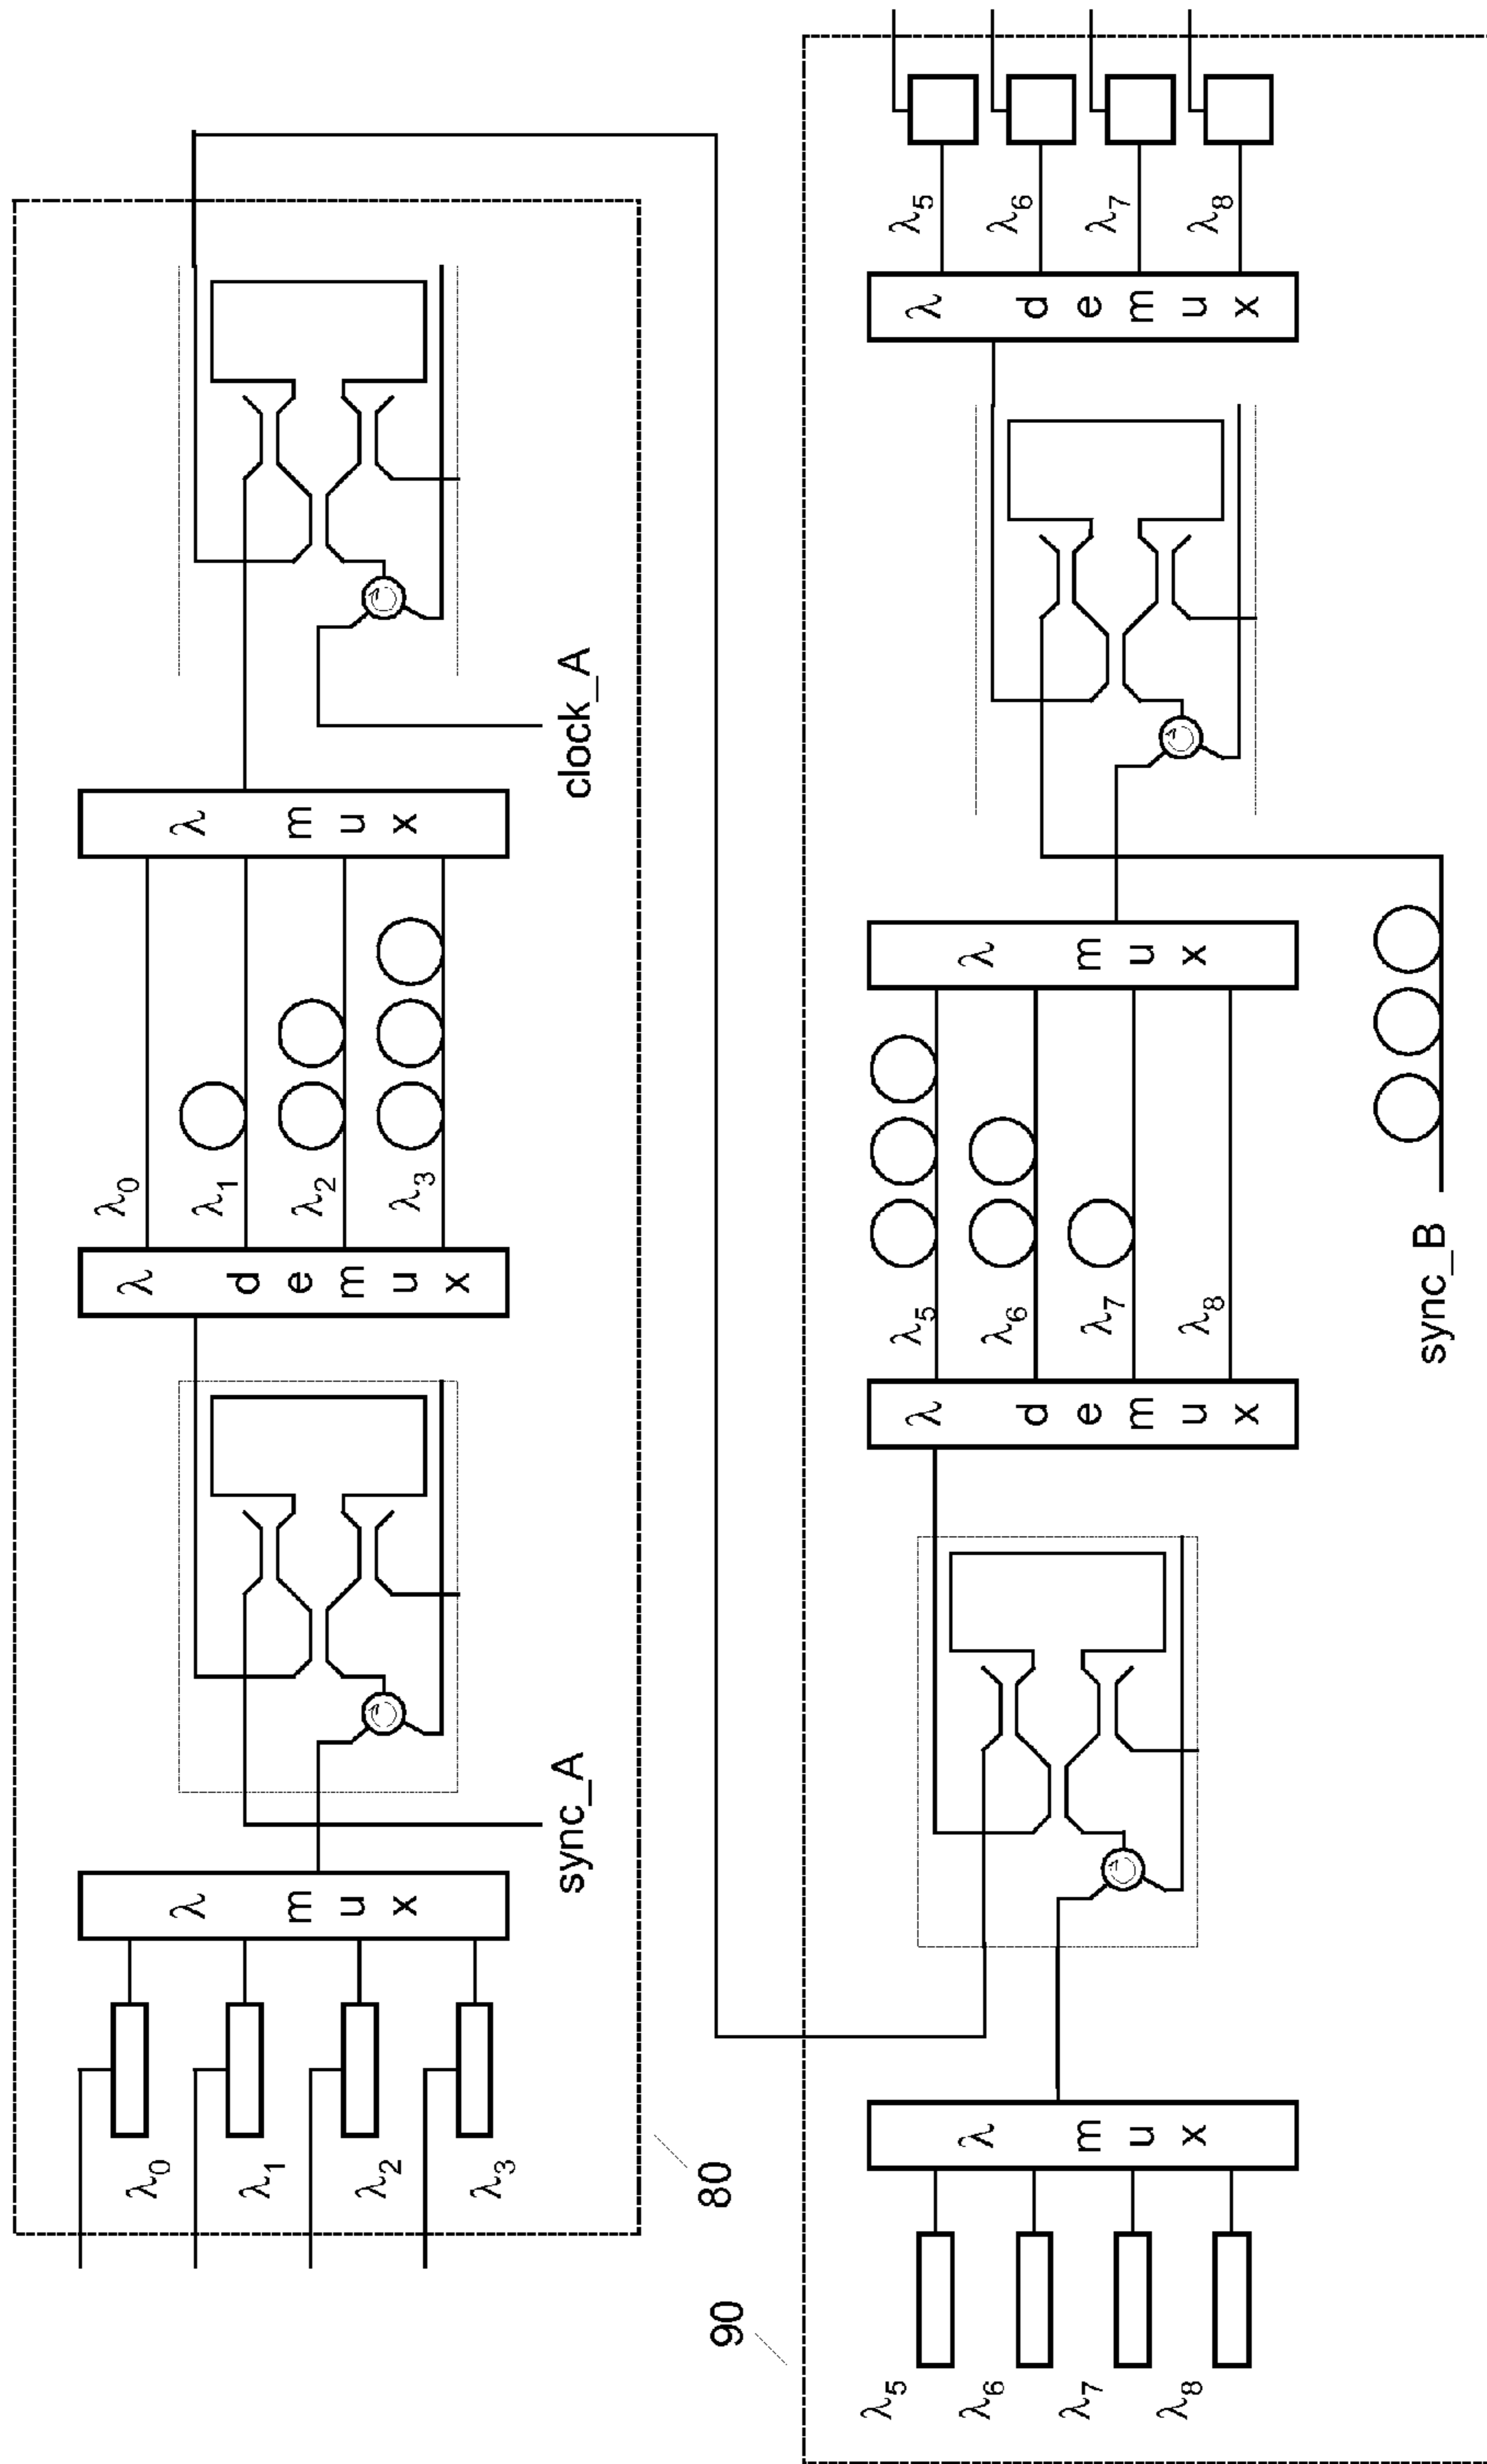 λ0
λ1
λ2
λ3
λ mux
sync_A
λ demux
λ0
λ1
λ2
λ3
λ mux
clock_A
80
90
λ5
λ6
λ7
λ8
λ mux
λ demux
λ5
λ6
λ7
λ8
λ mux
sync_B
λ demux
λ5
λ6
λ7
λ8